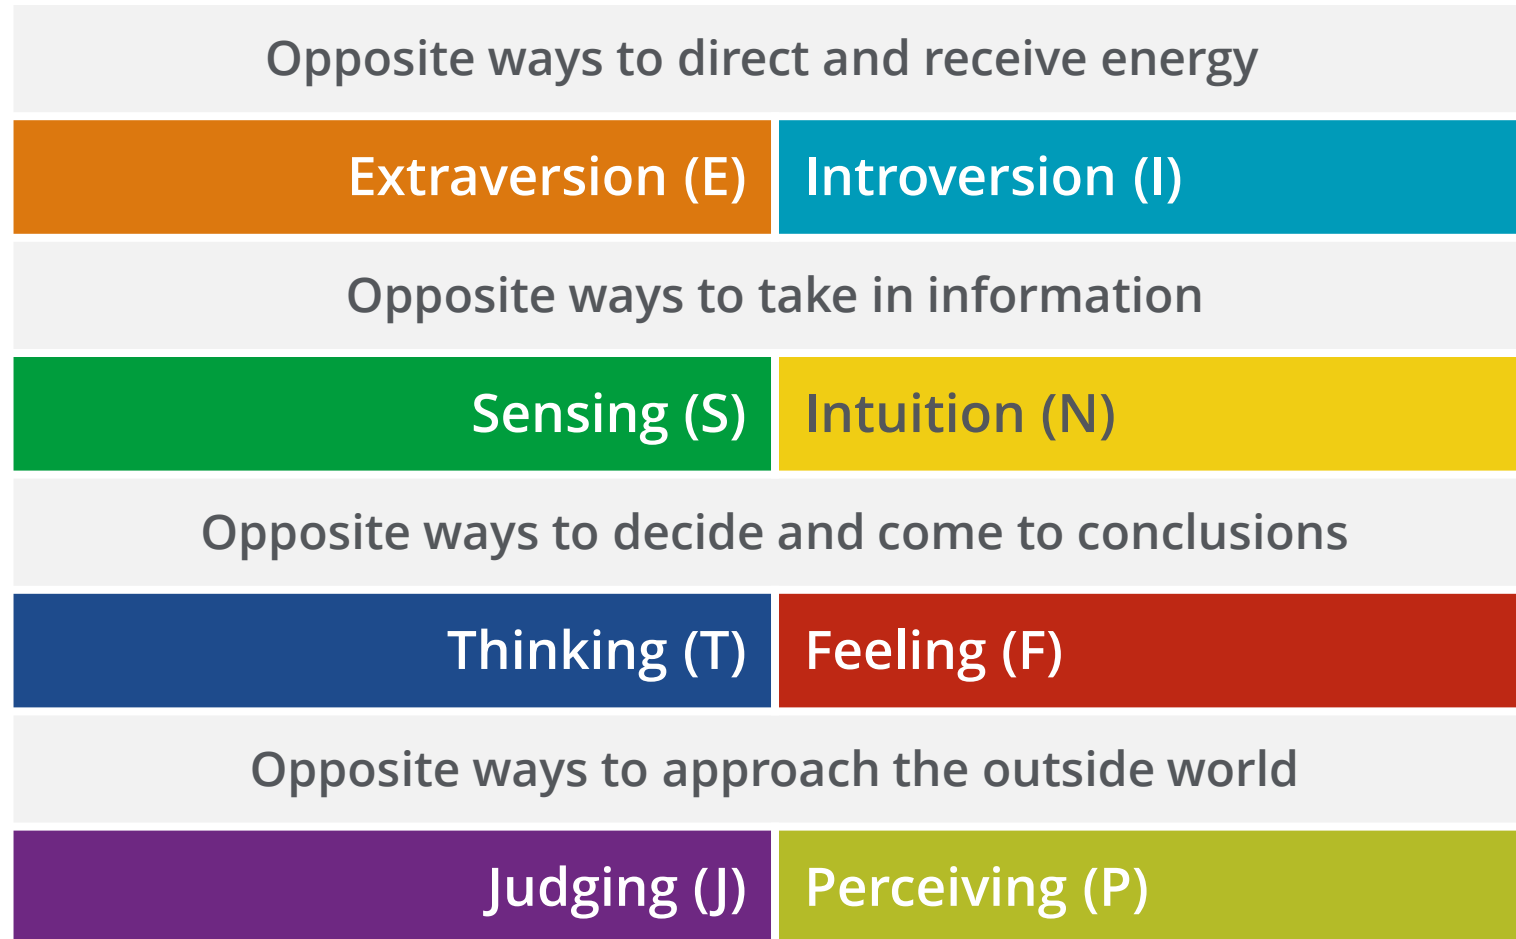 Opposite ways to direct and receive energy
Extraversion (E) Introversion (I)
Opposite ways to take in information
Sensing (S) Intuition (N)
Opposite ways to decide and come to conclusions
Thinking (T) Feeling (F)
Opposite ways to approach the outside world
Judging (J) Perceiving (P)